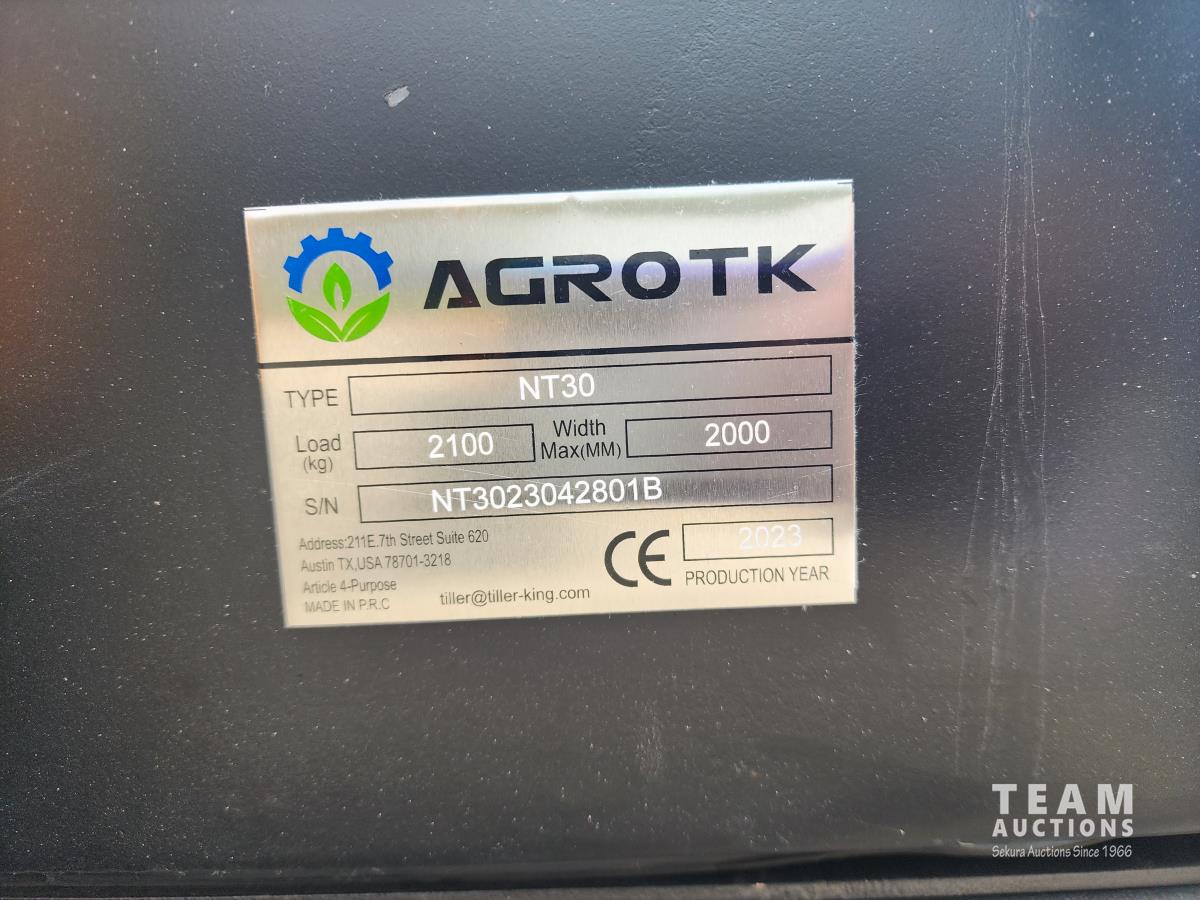 AGROTK
TYPE NT30
Load (kg) 2100 Width Max(MM) 2000
S/N NT3023042801B
Address:211E.7th Street Suite 620
Austin TX,USA 78701-3218
Article 4-Purpose
MADE IN P.R.C
tiller@tiller-king.com
CE
2023
PRODUCTION YEAR
TEAM
AUCTIONS
Sekura Auctions Since 1966